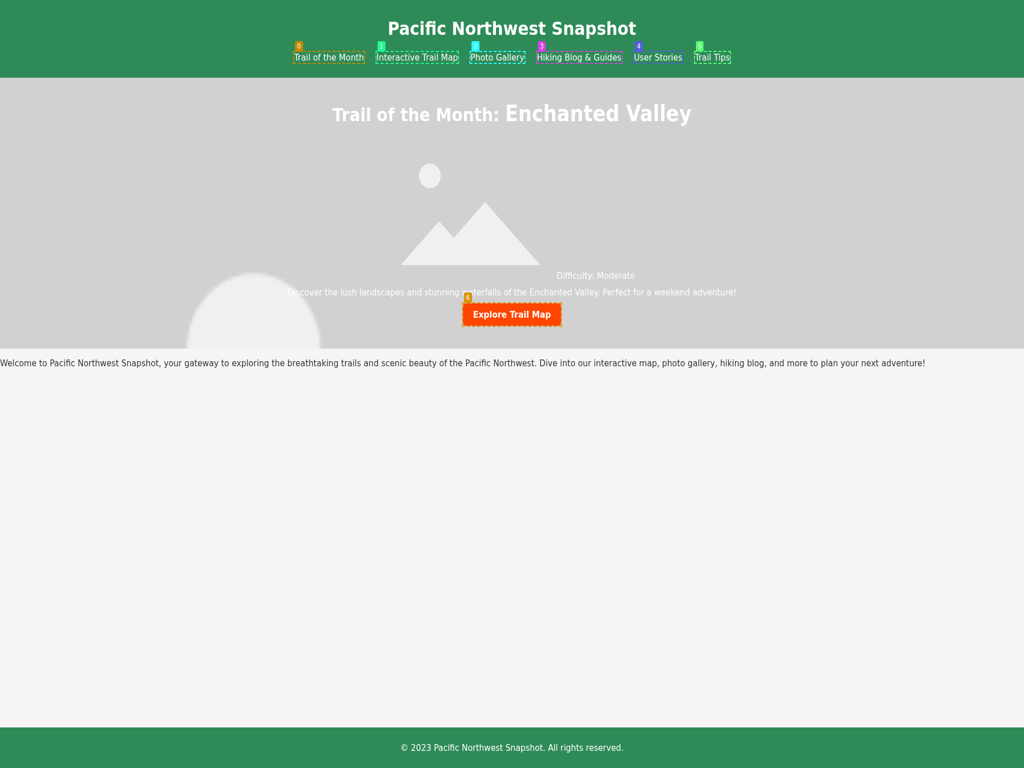 Pacific Northwest Snapshot
0 1 2 3 4 5
Trail of the Month Interactive Trail Map Photo Gallery Hiking Blog & Guides User Stories Trail Tips
Trail of the Month: Enchanted Valley
Difficulty: Moderate
Discover the lush landscapes and stunning waterfalls of the Enchanted Valley. Perfect for a weekend adventure!
6
Explore Trail Map
Welcome to Pacific Northwest Snapshot, your gateway to exploring the breathtaking trails and scenic beauty of the Pacific Northwest. Dive into our interactive map, photo gallery, hiking blog, and more to plan your next adventure!
© 2023 Pacific Northwest Snapshot. All rights reserved.